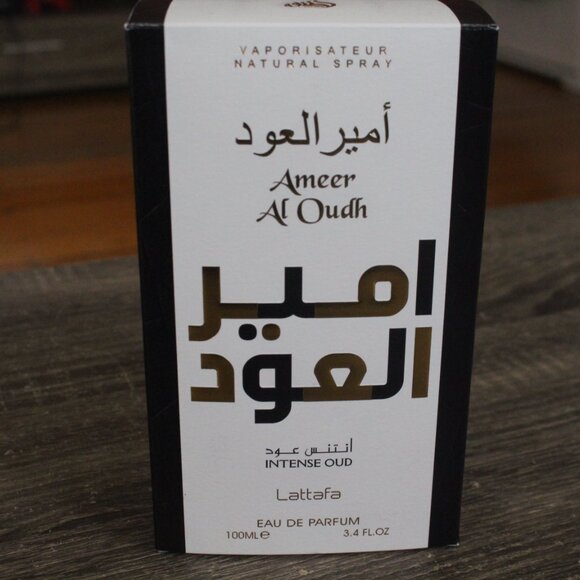 VAPORISATEUR
NATURAL SPRAY
أمير العود
Ameer
Al Oudh
امير
العود
انتنس عود
INTENSE OUD
Lattafa
EAU DE PARFUM
100ML℮ 3.4 FL.OZ